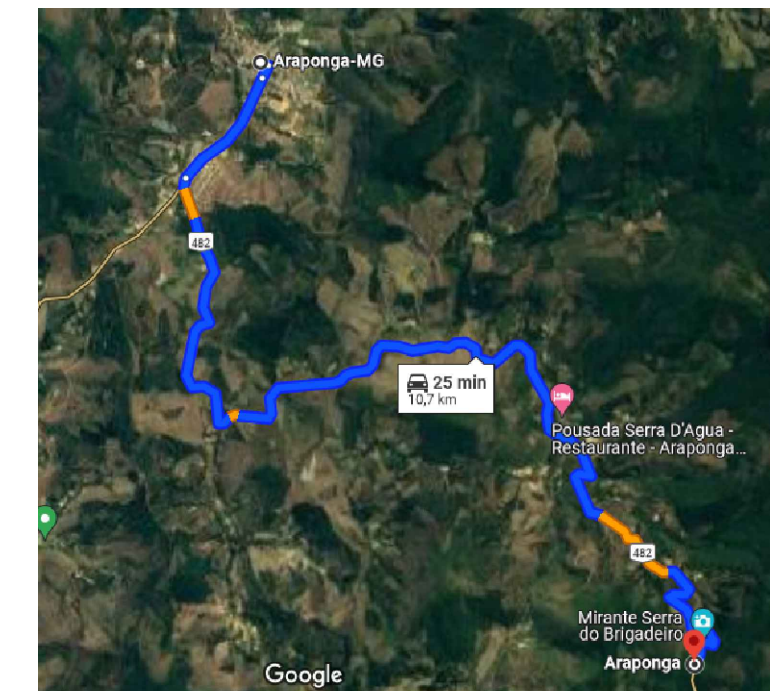 Araponga-MG
482
25 min
10,7 km
Pousada Serra D'Agua -
Restaurante - Araponga...
482
Mirante Serra
do Brigadeiro
Araponga
Google